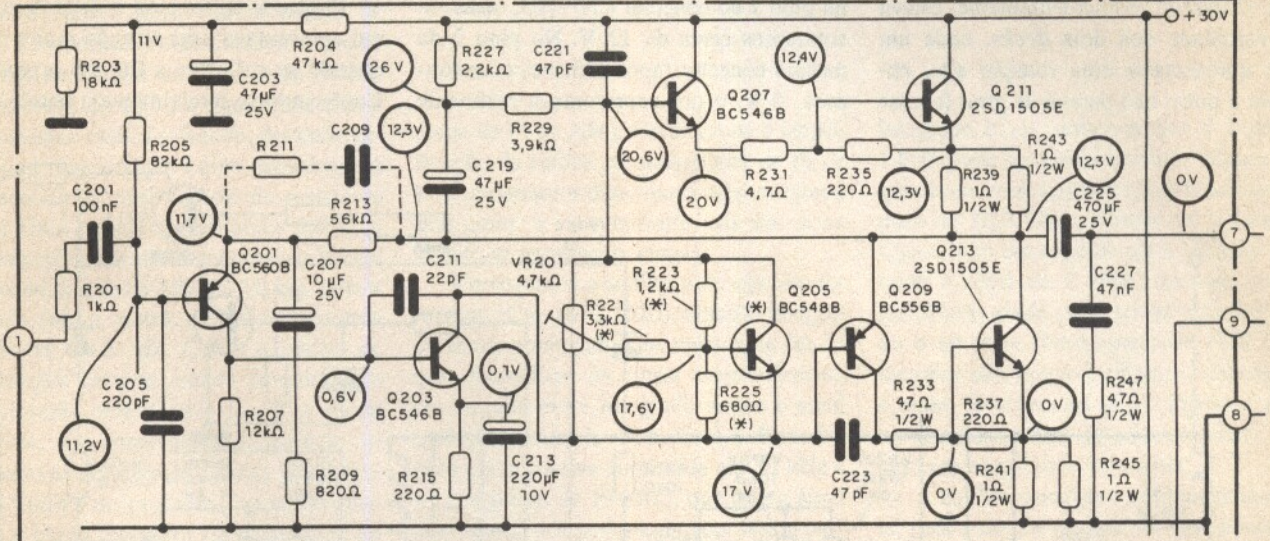 + 30V
11V
R203
18kΩ
R204
47kΩ
C203
47µF
25V
26V
R227
2,2kΩ
C221
47pF
12,4V
Q207
BC546B
Q211
2SD1505E
R205
82kΩ
R211
C209
12,3V
R229
3,9kΩ
20,6V
C219
47µF
25V
20V
R231
4,7Ω
R235
220Ω
12,3V
R239
1Ω
1/2W
R243
1Ω
1/2W
12,3V
C225
470µF
25V
0V
7
C201
100nF
R201
1kΩ
11,7V
Q201
BC560B
R213
56kΩ
C207
10µF
25V
C211
22pF
VR201
4,7kΩ
R221
3,3kΩ
(*)
R223
1,2kΩ
(*)
(*)
Q205
BC548B
Q209
BC556B
Q213
2SD1505E
C227
47nF
9
1
C205
220pF
11,2V
R207
12kΩ
0,6V
Q203
BC546B
0,1V
17,6V
R225
680Ω
(*)
R233
4,7Ω
1/2W
R237
220Ω
0V
R247
4,7Ω
1/2W
8
R209
820Ω
R215
220Ω
C213
220µF
10V
17V
C223
47pF
0V
R241
1Ω
1/2W
R245
1Ω
1/2W